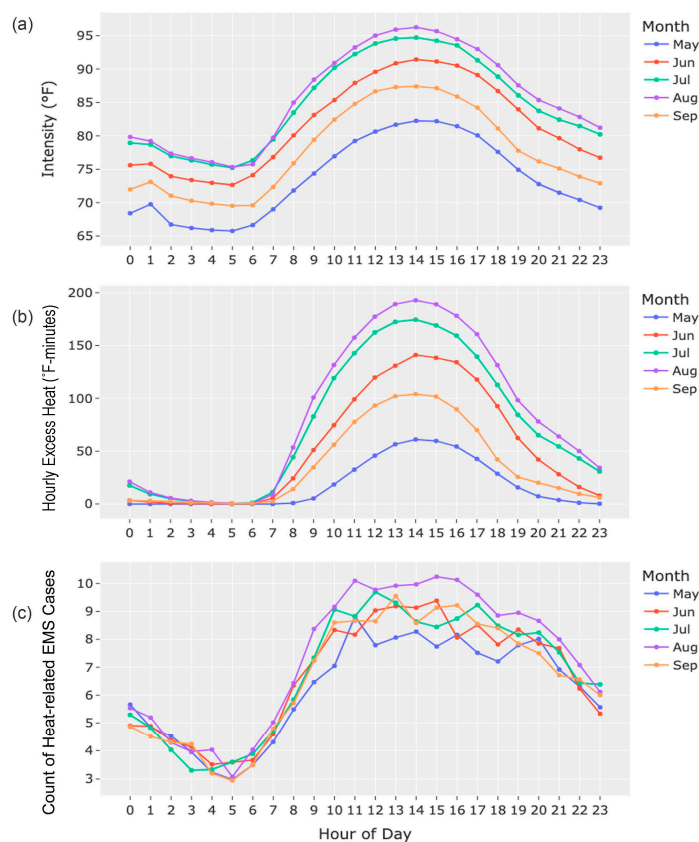 (a)
Intensity (°F)
95
90
85
80
75
70
65
0 1 2 3 4 5 6 7 8 9 10 11 12 13 14 15 16 17 18 19 20 21 22 23
Month
May
Jun
Jul
Aug
Sep
(b)
Hourly Excess Heat (°F-minutes)
200
150
100
50
0
0 1 2 3 4 5 6 7 8 9 10 11 12 13 14 15 16 17 18 19 20 21 22 23
Month
May
Jun
Jul
Aug
Sep
(c)
Count of Heat-related EMS Cases
10
9
8
7
6
5
4
3
0 1 2 3 4 5 6 7 8 9 10 11 12 13 14 15 16 17 18 19 20 21 22 23
Hour of Day
Month
May
Jun
Jul
Aug
Sep